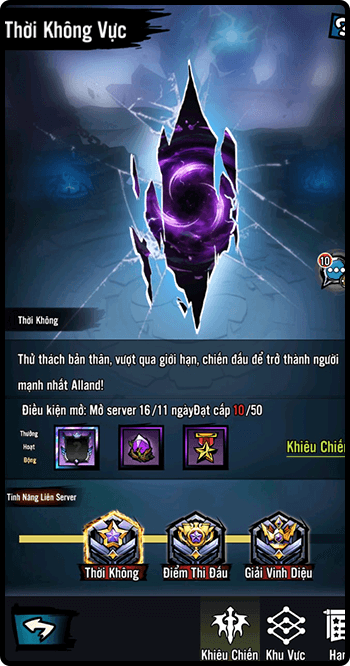 Thời Không Vực
10
Thời Không
Thử thách bản thân, vượt qua giới hạn, chiến đấu để trở thành người
mạnh nhất Alland!
Điều kiện mở: Mở server 16/11 ngàyĐạt cấp 10/50
Thưởng
Hoạt
Động
Khiêu Chiến
Tính Năng Liên Server
Thời Không
Điểm Thi Đấu
Giải Vinh Diệu
Khiêu Chiến
Khu Vực